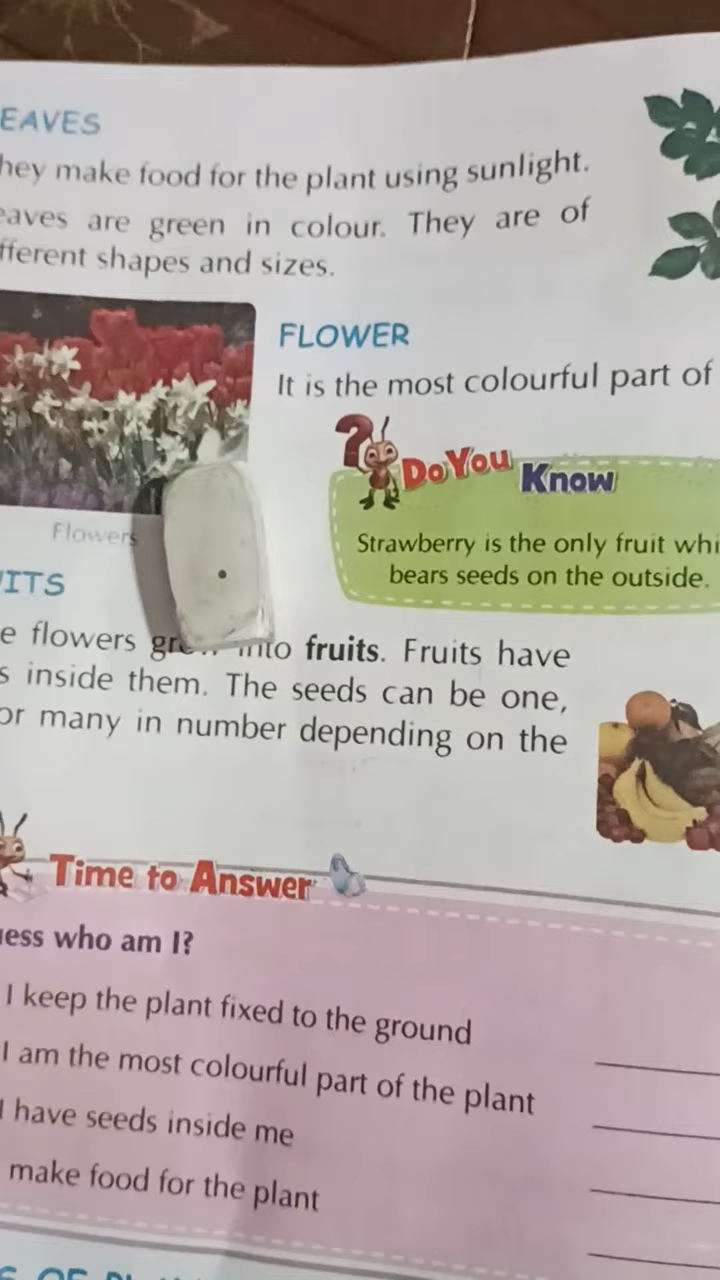 EAVES
hey make food for the plant using sunlight.
eaves are green in colour. They are of
fferent shapes and sizes.
FLOWER
It is the most colourful part of
Do You Know
Strawberry is the only fruit whi
bears seeds on the outside.
Flowers
ITS
e flowers into fruits. Fruits have
s inside them. The seeds can be one,
or many in number depending on the
Time to Answer
ess who am I?
I keep the plant fixed to the ground
I am the most colourful part of the plant
I have seeds inside me
make food for the plant